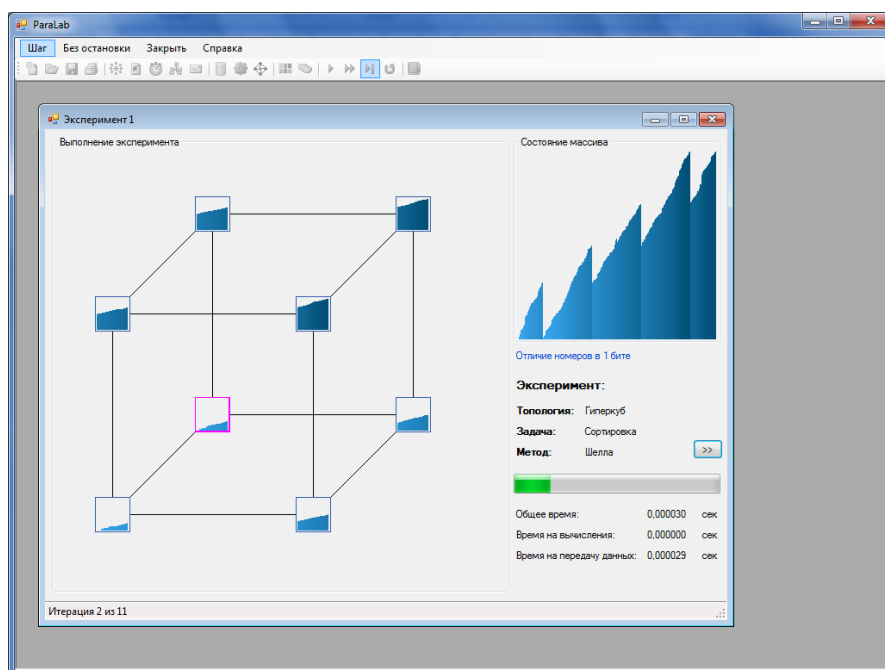 ParaLab
Шаг Без остановки Закрыть Справка
Эксперимент 1
Выполнение эксперимента
Состояние массива
Отличие номеров в 1 бите
Эксперимент:
Топология: Гиперкуб
Задача: Сортировка
Метод: Шелла
>>
Общее время: 0,000030 сек
Время на вычисления: 0,000000 сек
Время на передачу данных: 0,000029 сек
Итерация 2 из 11